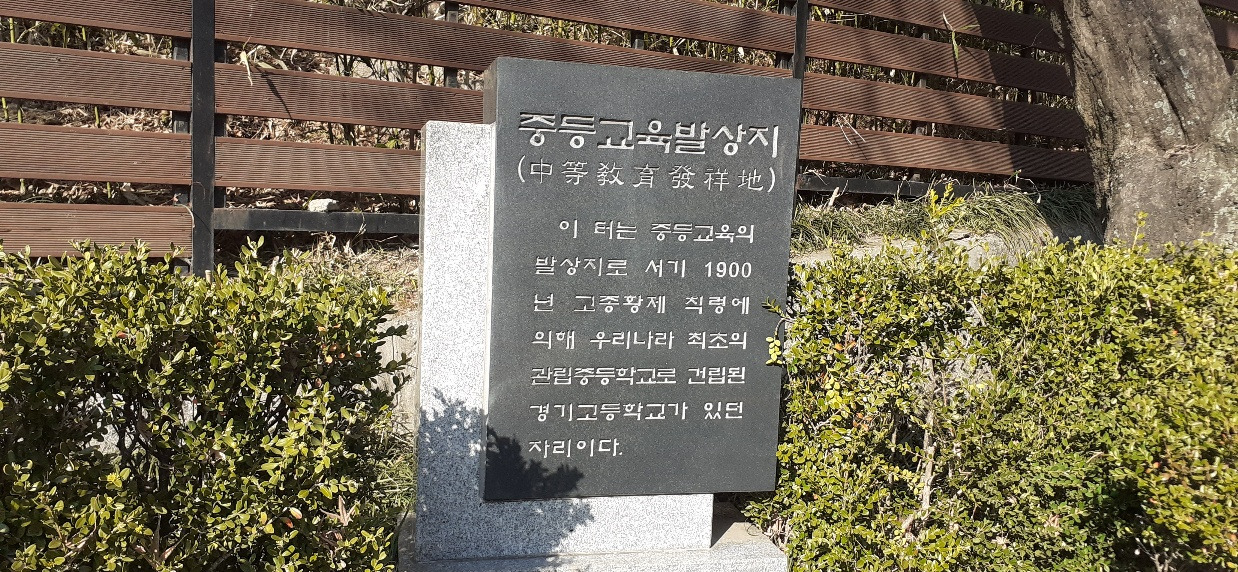 중등교육발상지
(中等敎育發祥地)
이 터는 중등교육의
발상지로 서기 1900
년 고종황제 칙령에
의해 우리나라 최초의
관립중등학교로 건립된
경기고등학교가 있던
자리이다.